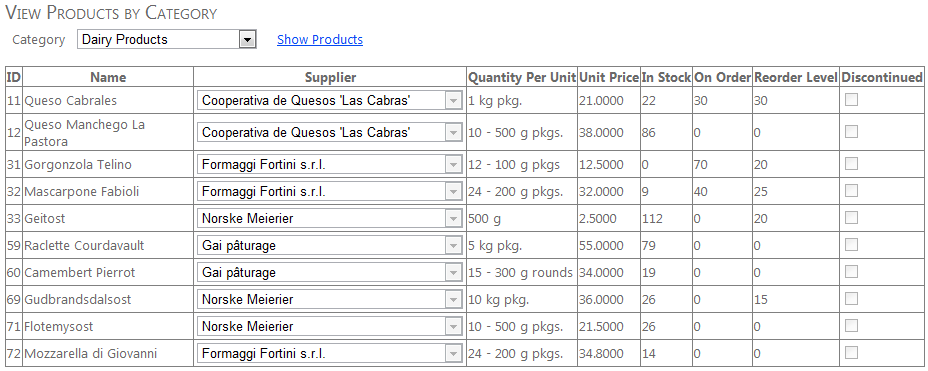 View Products by Category
Category Dairy Products Show Products
ID Name Supplier Quantity Per Unit Unit Price In Stock On Order Reorder Level Discontinued
11 Queso Cabrales Cooperativa de Quesos 'Las Cabras' 1 kg pkg. 21.0000 22 30 30
12 Queso Manchego La Pastora Cooperativa de Quesos 'Las Cabras' 10 - 500 g pkgs. 38.0000 86 0 0
31 Gorgonzola Telino Formaggi Fortini s.r.l. 12 - 100 g pkgs 12.5000 0 70 20
32 Mascarpone Fabioli Formaggi Fortini s.r.l. 24 - 200 g pkgs. 32.0000 9 40 25
33 Geitost Norske Meierier 500 g 2.5000 112 0 20
59 Raclette Courdavault Gai pâturage 5 kg pkg. 55.0000 79 0 0
60 Camembert Pierrot Gai pâturage 15 - 300 g rounds 34.0000 19 0 0
69 Gudbrandsdalsost Norske Meierier 10 kg pkg. 36.0000 26 0 15
71 Flotemysost Norske Meierier 10 - 500 g pkgs. 21.5000 26 0 0
72 Mozzarella di Giovanni Formaggi Fortini s.r.l. 24 - 200 g pkgs. 34.8000 14 0 0